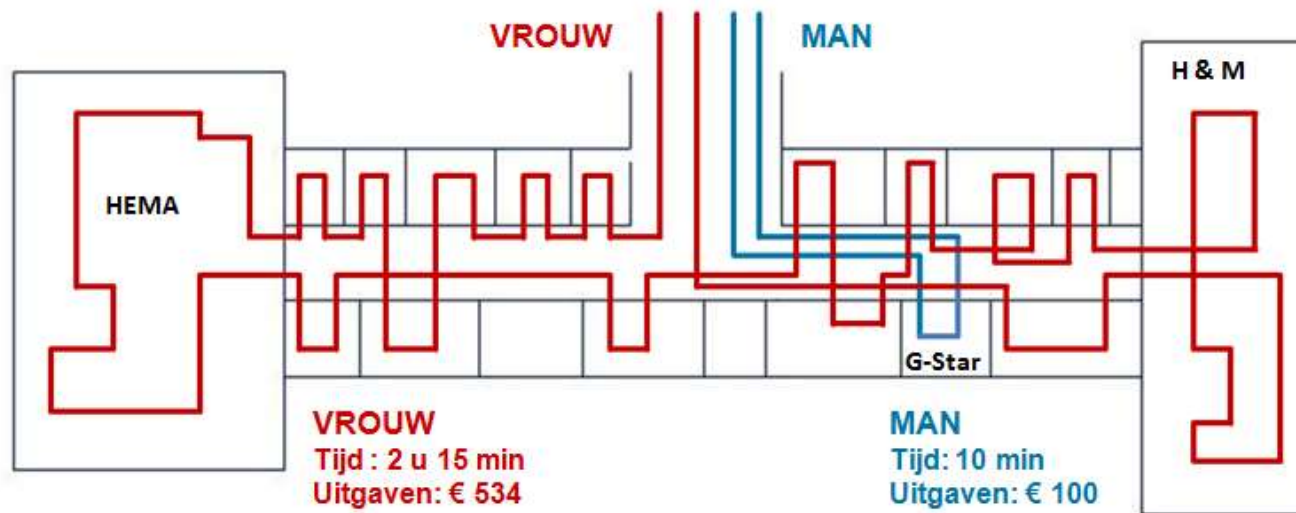 VROUW
MAN
H & M
HEMA
G-Star
VROUW
Tijd : 2 u 15 min
Uitgaven: € 534
MAN
Tijd: 10 min
Uitgaven: € 100